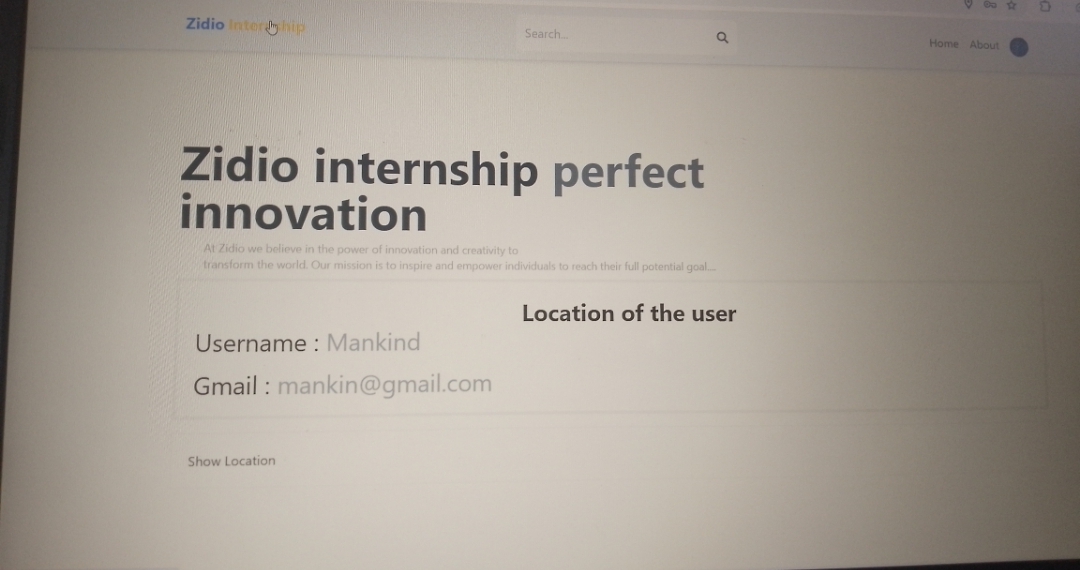 Zidio Internship
Search...
Home About
Zidio internship perfect
innovation
At Zidio we believe in the power of innovation and creativity to
transform the world. Our mission is to inspire and empower individuals to reach their full potential goal....
Location of the user
Username : Mankind
Gmail : mankin@gmail.com
Show Location